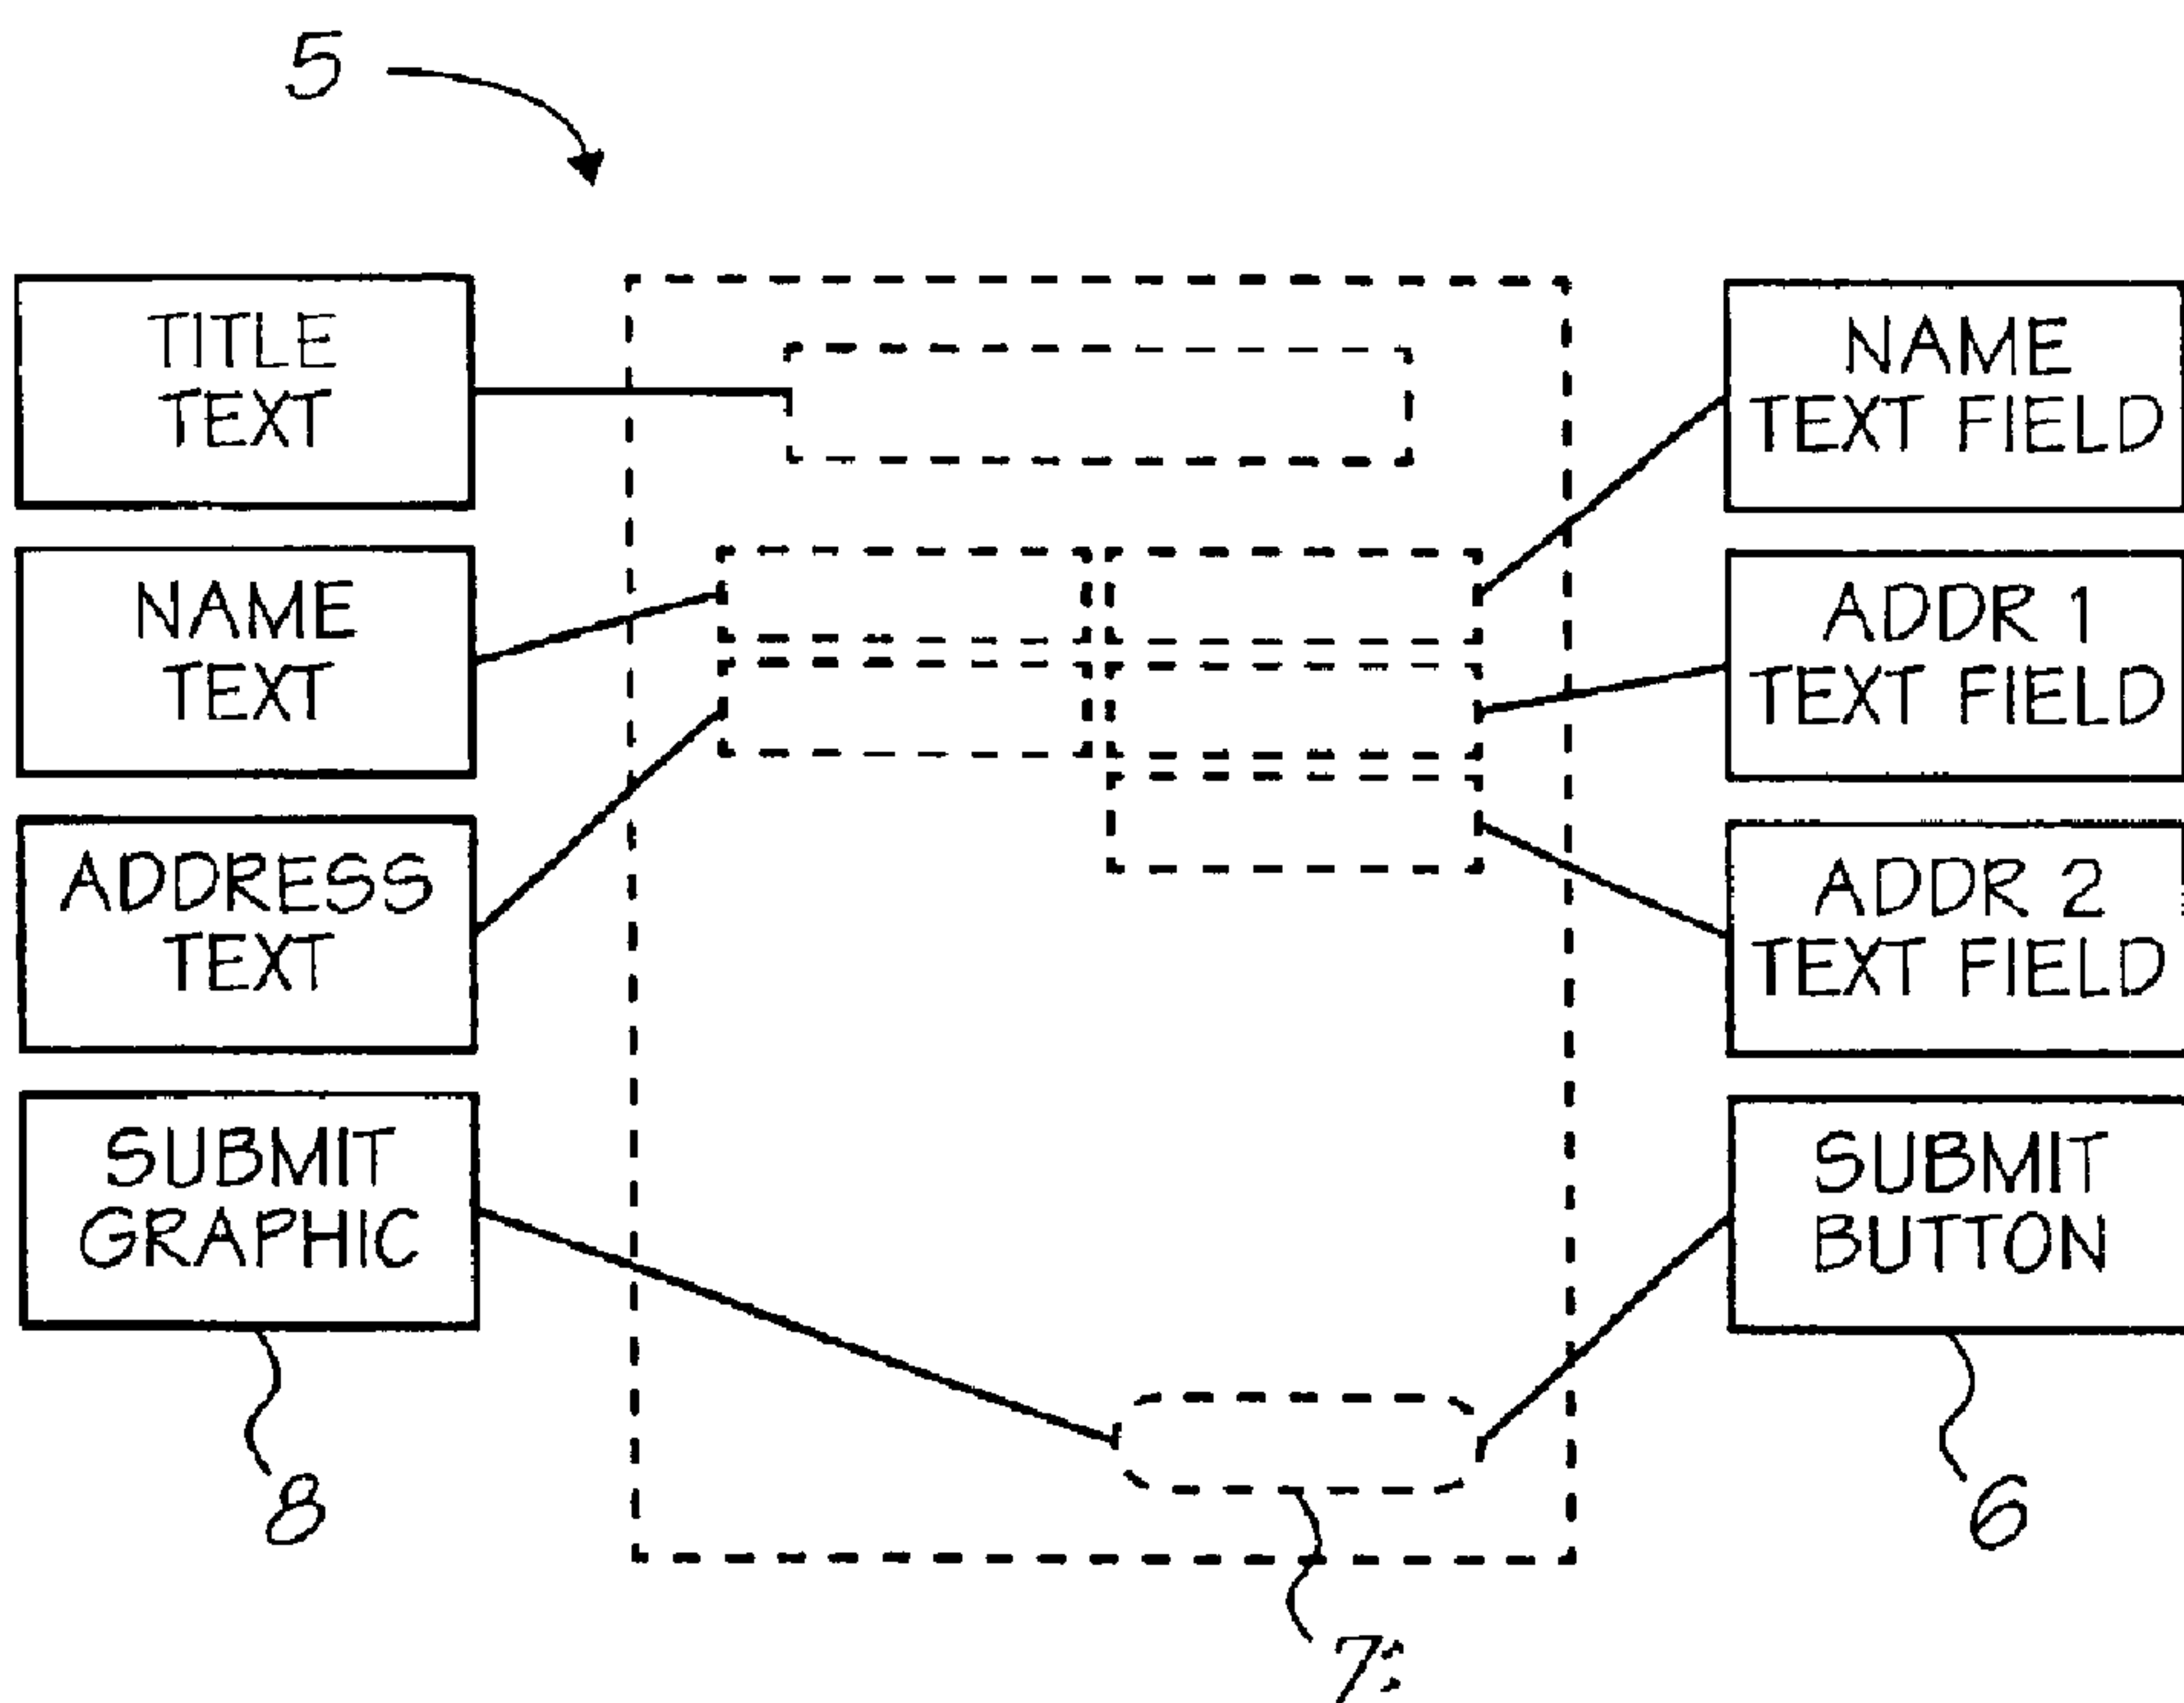 5
TITLE
TEXT
NAME
TEXT FIELD
NAME
TEXT
ADDR 1
TEXT FIELD
ADDRESS
TEXT
ADDR 2
TEXT FIELD
SUBMIT
GRAPHIC
SUBMIT
BUTTON
8
6
7